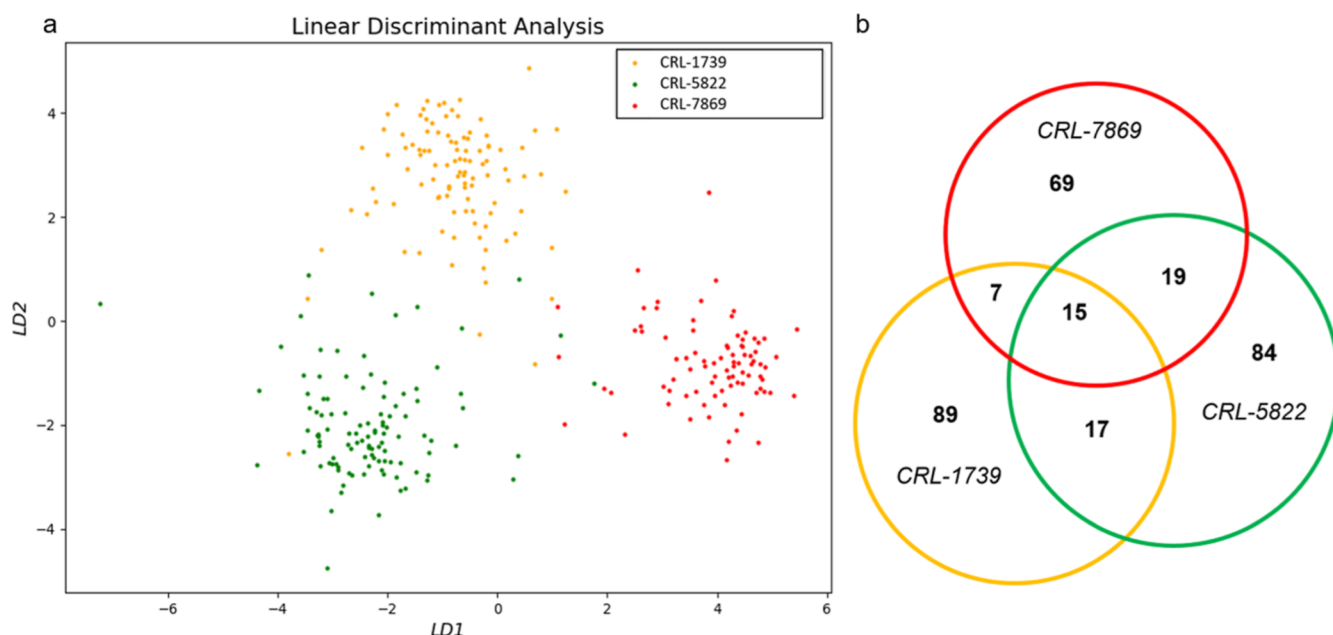 a
Linear Discriminant Analysis
CRL-1739
CRL-5822
CRL-7869
4
2
0
−2
−4
LD2
−6
−4
−2
0
2
4
6
LD1
b
CRL-7869
69
7
15
19
84
CRL-5822
89
17
CRL-1739